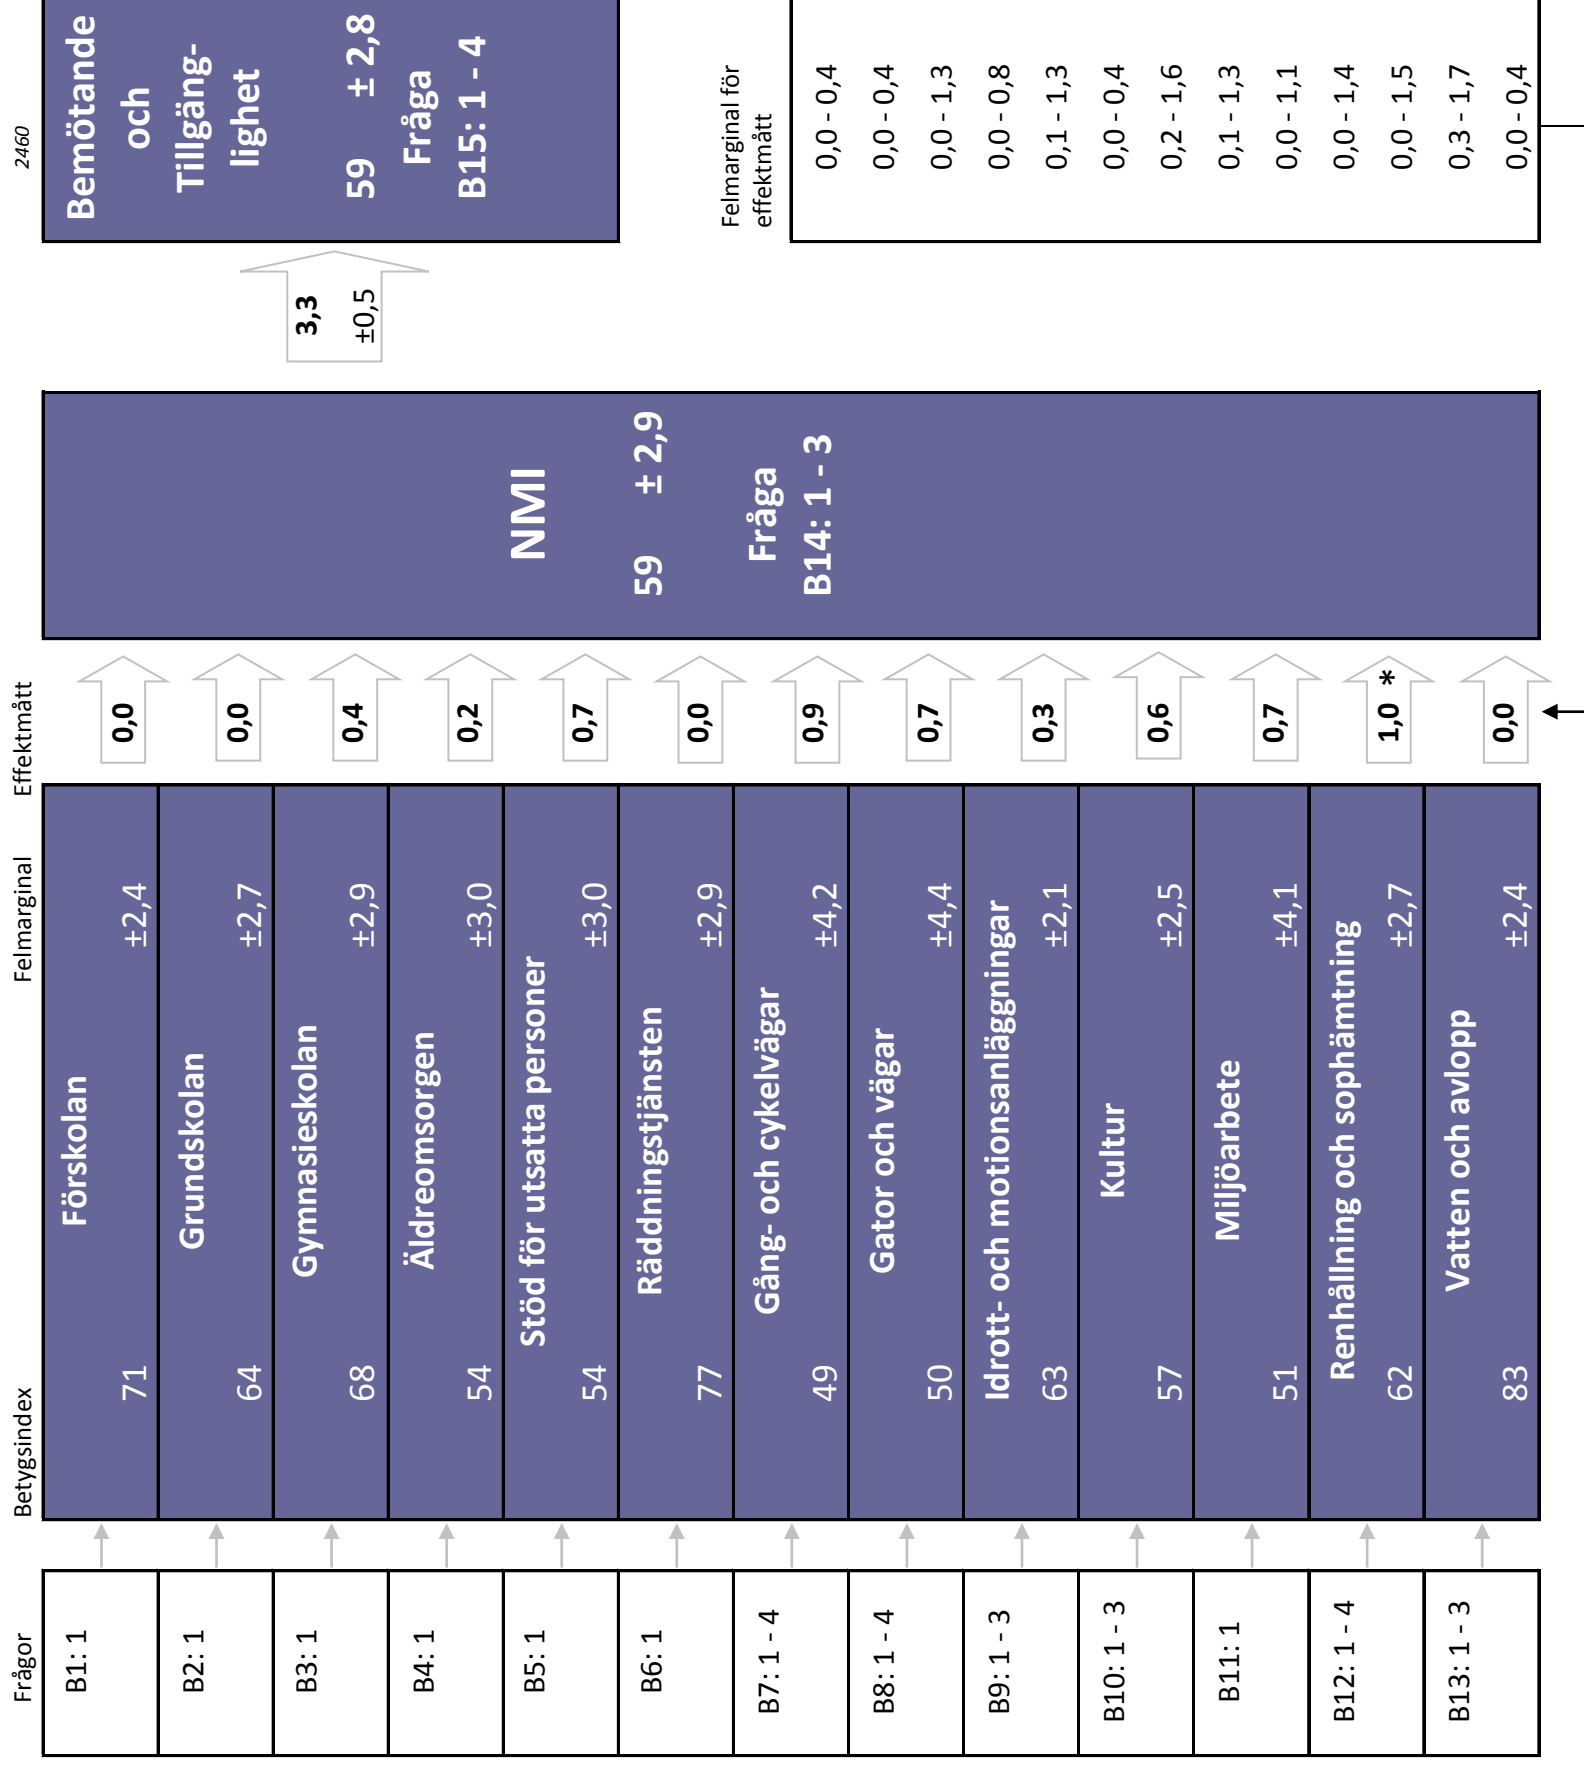 2460
Frågor
Betygsindex
Felmarginal
Effektmått
B1: 1
Förskolan
71
±2,4
0,0
B2: 1
Grundskolan
64
±2,7
0,0
B3: 1
Gymnasieskolan
68
±2,9
0,4
B4: 1
Äldreomsorgen
54
±3,0
0,2
B5: 1
Stöd för utsatta personer
54
±3,0
0,7
B6: 1
Räddningstjänsten
77
±2,9
0,0
B7: 1 - 4
Gång- och cykelvägar
49
±4,2
0,9
B8: 1 - 4
Gator och vägar
50
±4,4
0,7
B9: 1 - 3
Idrott- och motionsanläggningar
63
±2,1
0,3
B10: 1 - 3
Kultur
57
±2,5
0,6
B11: 1
Miljöarbete
51
±4,1
0,7
B12: 1 - 4
Renhållning och sophämtning
62
±2,7
1,0 *
B13: 1 - 3
Vatten och avlopp
83
±2,4
0,0
NMI
59 ± 2,9
Fråga
B14: 1 - 3
3,3
±0,5
Bemötande
och
Tillgäng-
lighet
59 ± 2,8
Fråga
B15: 1 - 4
Felmarginal för
effektmått
0,0 - 0,4
0,0 - 0,4
0,0 - 1,3
0,0 - 0,8
0,1 - 1,3
0,0 - 0,4
0,2 - 1,6
0,1 - 1,3
0,0 - 1,1
0,0 - 1,4
0,0 - 1,5
0,3 - 1,7
0,0 - 0,4